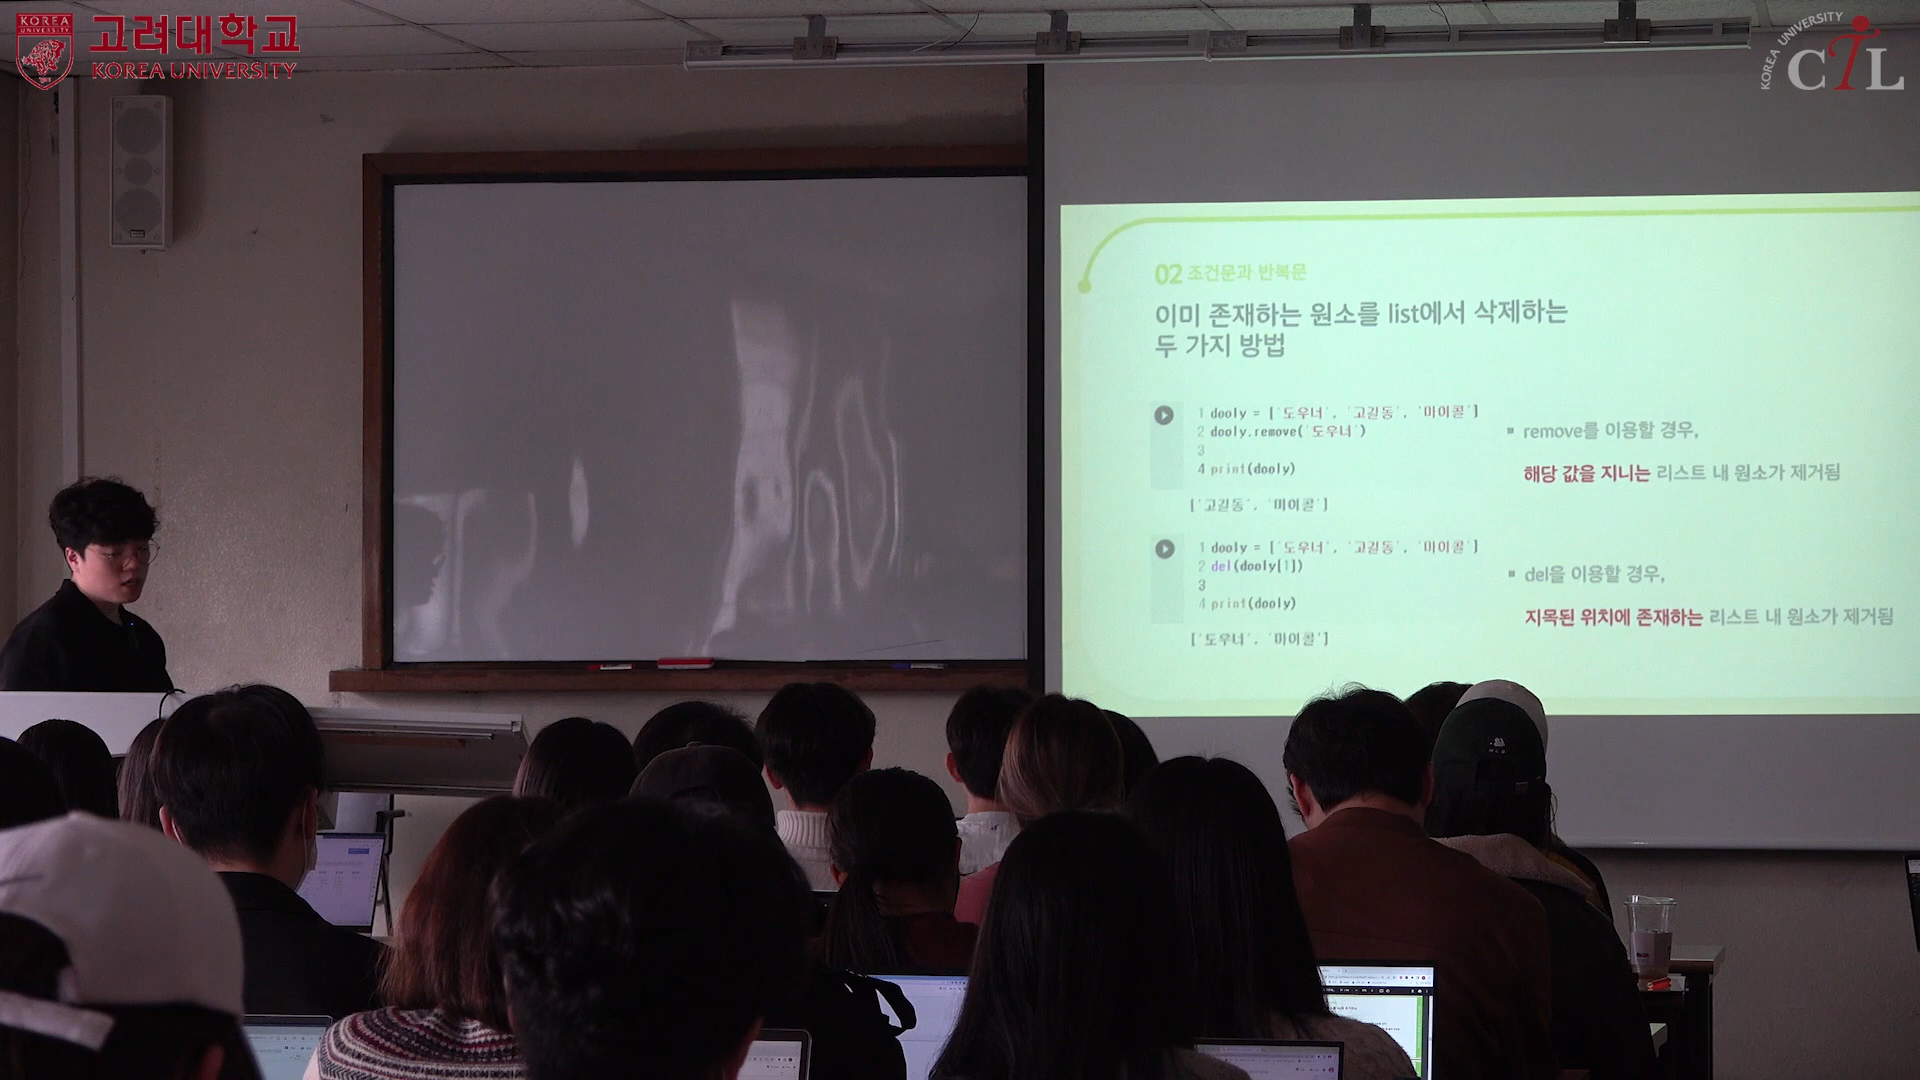 KOREA
UNIVERSITY
고려대학교
KOREA UNIVERSITY
KOREA UNIVERSITY
CTL
02 조건문과 반복문
이미 존재하는 원소를 list에서 삭제하는
두 가지 방법
1 dooly = ['도우너', '고길동', '마이콜']
2 dooly.remove('도우너')
3
4 print(dooly)
['고길동', '마이콜']
▪ remove를 이용할 경우,
해당 값을 지니는 리스트 내 원소가 제거됨
1 dooly = ['도우너', '고길동', '마이콜']
2 del(dooly[1])
3
4 print(dooly)
['도우너', '마이콜']
▪ del을 이용할 경우,
지목된 위치에 존재하는 리스트 내 원소가 제거됨